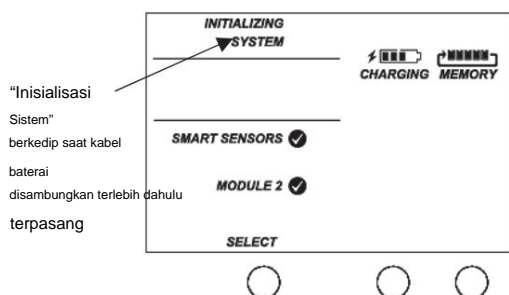 INITIALIZING
SYSTEM
CHARGING MEMORY
“Inisialisasi
Sistem”
berkedip saat kabel
baterai
disambungkan terlebih dahulu
terpasang
SMART SENSORS
MODULE 2
SELECT